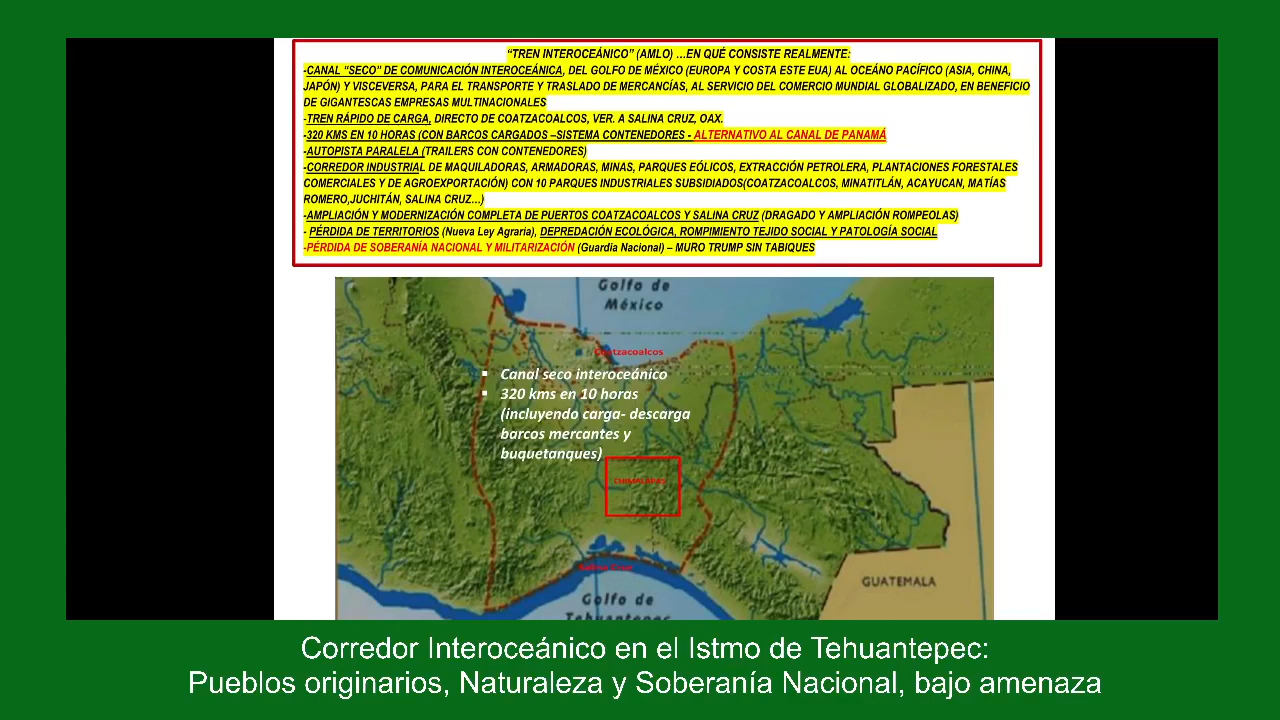 “TREN INTEROCEÁNICO” (AMLO) …EN QUÉ CONSISTE REALMENTE:
-CANAL “SECO” DE COMUNICACIÓN INTEROCEÁNICA, DEL GOLFO DE MÉXICO (EUROPA Y COSTA ESTE EUA) AL OCEÁNO PACÍFICO (ASIA, CHINA,
JAPÓN) Y VISCEVERSA, PARA EL TRANSPORTE Y TRASLADO DE MERCANCÍAS, AL SERVICIO DEL COMERCIO MUNDIAL GLOBALIZADO, EN BENEFICIO
DE GIGANTESCAS EMPRESAS MULTINACIONALES
-TREN RÁPIDO DE CARGA, DIRECTO DE COATZACOALCOS, VER. A SALINA CRUZ, OAX.
-320 KMS EN 10 HORAS (CON BARCOS CARGADOS –SISTEMA CONTENEDORES - ALTERNATIVO AL CANAL DE PANAMÁ
-AUTOPISTA PARALELA (TRAILERS CON CONTENEDORES)
-CORREDOR INDUSTRIAL DE MAQUILADORAS, ARMADORAS, MINAS, PARQUES EÓLICOS, EXTRACCIÓN PETROLERA, PLANTACIONES FORESTALES
COMERCIALES Y DE AGROEXPORTACIÓN) CON 10 PARQUES INDUSTRIALES SUBSIDIADOS(COATZACOALCOS, MINATITLÁN, ACAYUCAN, MATÍAS
ROMERO,JUCHITÁN, SALINA CRUZ…)
-AMPLIACIÓN Y MODERNIZACIÓN COMPLETA DE PUERTOS COATZACOALCOS Y SALINA CRUZ (DRAGADO Y AMPLIACIÓN ROMPEOLAS)
- PÉRDIDA DE TERRITORIOS (Nueva Ley Agraria), DEPREDACIÓN ECOLÓGICA, ROMPIMIENTO TEJIDO SOCIAL Y PATOLOGÍA SOCIAL
-PÉRDIDA DE SOBERANÍA NACIONAL Y MILITARIZACIÓN (Guardia Nacional) – MURO TRUMP SIN TABIQUES
Golfo de
México
Coatzacoalcos
▪ Canal seco interoceánico
▪ 320 kms en 10 horas
(incluyendo carga- descarga
barcos mercantes y
buquetanques)
CHIMALAPAS
Salina Cruz
GUATEMALA
Golfo de
Tehuantepec
Corredor Interoceánico en el Istmo de Tehuantepec:
Pueblos originarios, Naturaleza y Soberanía Nacional, bajo amenaza